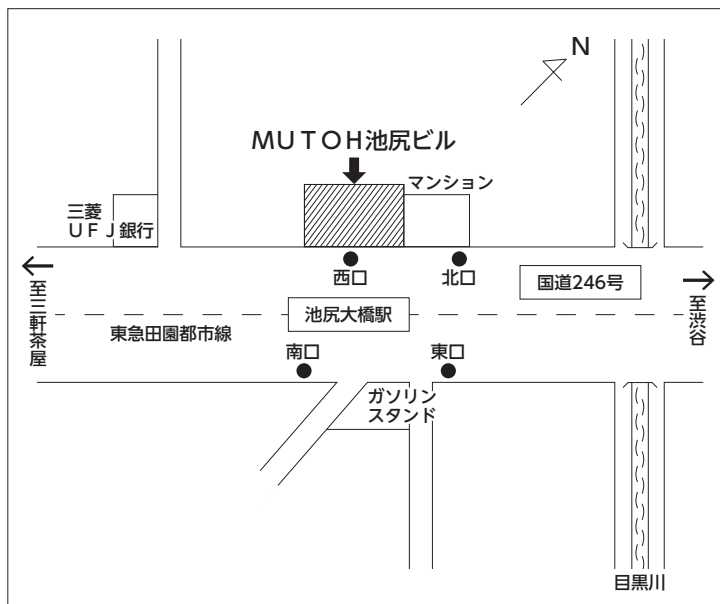 N
MUTOH池尻ビル
マンション
三菱
UFJ銀行
西口
北口
国道246号
至三軒茶屋
至渋谷
池尻大橋駅
東急田園都市線
南口
東口
ガソリン
スタンド
目黒川